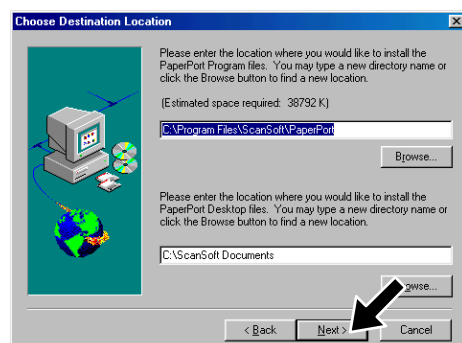 Choose Destination Location
Please enter the location where you would like to install the
PaperPort Program files. You may type a new directory name or
click the Browse button to find a new location.
(Estimated space required: 38792 K)
C:\Program Files\ScanSoft\PaperPort
Browse...
Please enter the location where you would like to install the
PaperPort Desktop files. You may type a new directory name or
click the Browse button to find a new location.
C:\ScanSoft Documents
owse...
< Back
Next >
Cancel